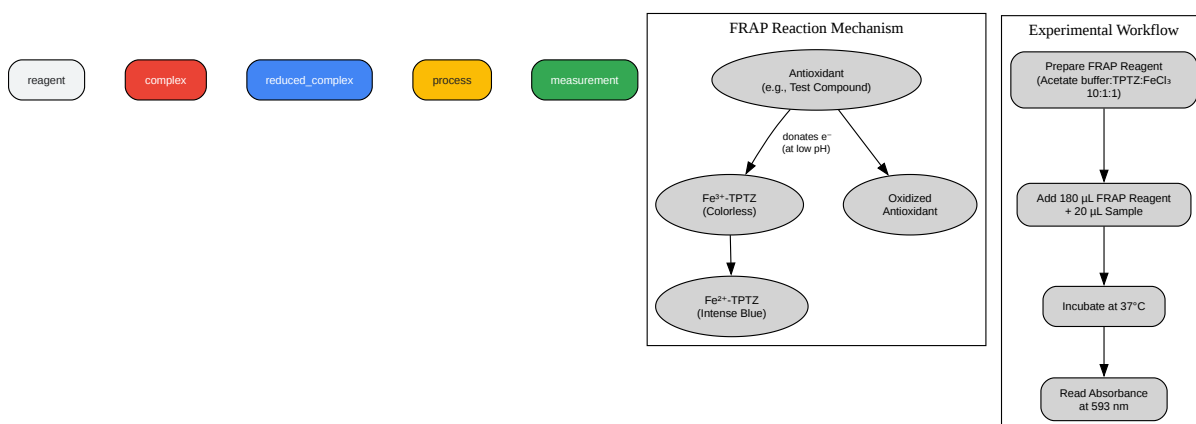 reagent
complex
reduced_complex
process
measurement
FRAP Reaction Mechanism
Antioxidant
(e.g., Test Compound)
donates e⁻
(at low pH)
Fe³⁺-TPTZ
(Colorless)
Oxidized
Antioxidant
Fe²⁺-TPTZ
(Intense Blue)
Experimental Workflow
Prepare FRAP Reagent
(Acetate buffer:TPTZ:FeCl₃
10:1:1)
Add 180 µL FRAP Reagent
+ 20 µL Sample
Incubate at 37°C
Read Absorbance
at 593 nm